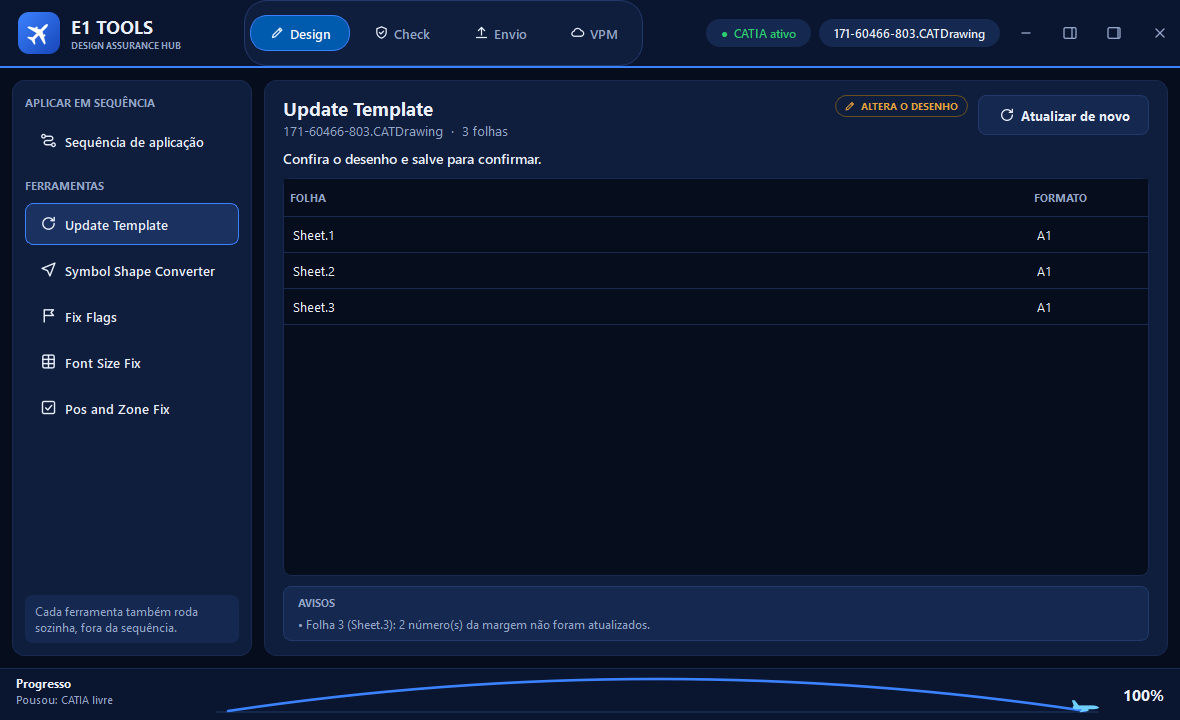 E1 TOOLS
DESIGN ASSURANCE HUB
Design
Check
Envio
VPM
CATIA ativo
171-60466-803.CATDrawing
APLICAR EM SEQUÊNCIA
Sequência de aplicação
FERRAMENTAS
Update Template
Symbol Shape Converter
Fix Flags
Font Size Fix
Pos and Zone Fix
Cada ferramenta também roda
sozinha, fora da sequência.
Update Template
171-60466-803.CATDrawing · 3 folhas
ALTERA O DESENHO
Atualizar de novo
Confira o desenho e salve para confirmar.
FOLHA FORMATO
Sheet.1 A1
Sheet.2 A1
Sheet.3 A1
AVISOS
• Folha 3 (Sheet.3): 2 número(s) da margem não foram atualizados.
Progresso
Pousou: CATIA livre
100%